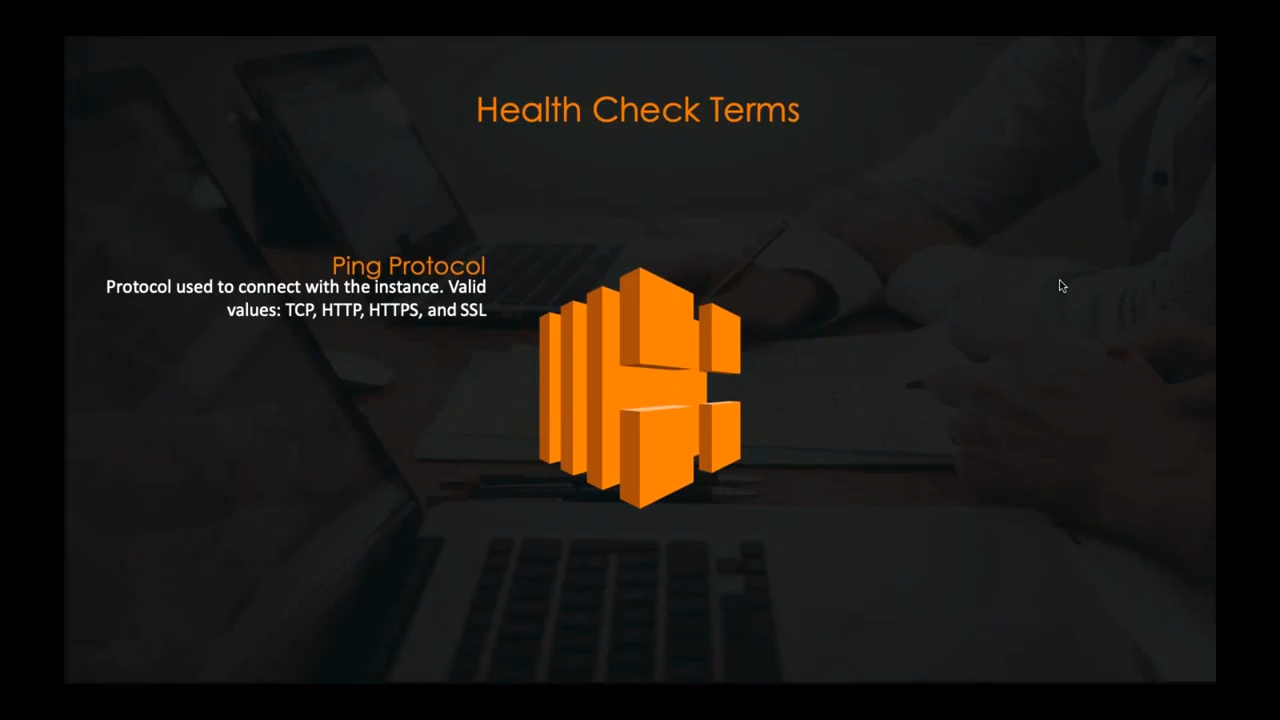 Health Check Terms
Ping Protocol
Protocol used to connect with the instance. Valid
values: TCP, HTTP, HTTPS, and SSL